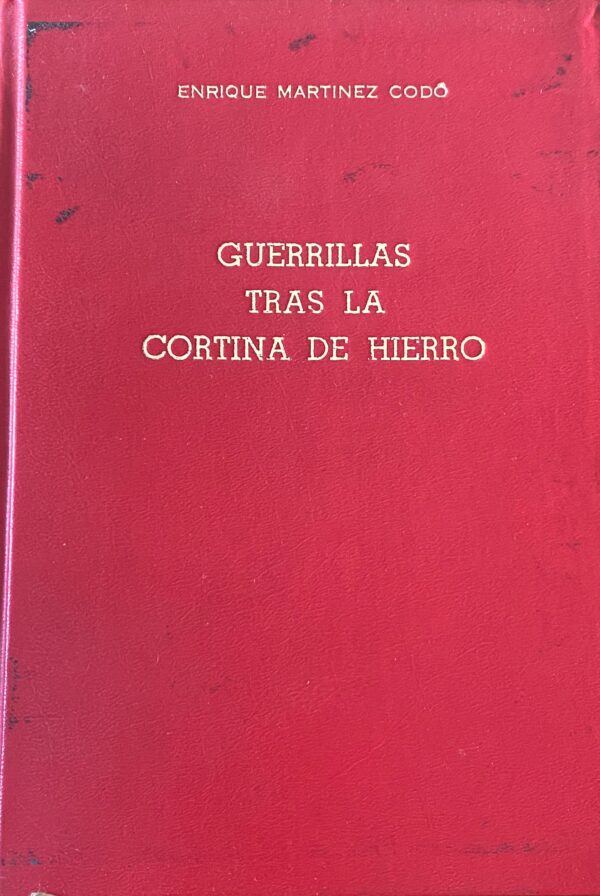 ENRIQUE MARTINEZ CODÓ
GUERRILLAS
TRAS LA
CORTINA DE HIERRO